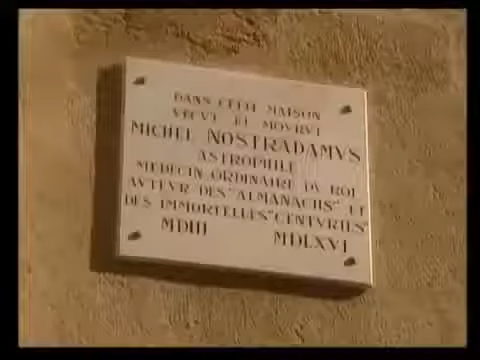 DANS CETTE MAISON
VECVT ET MOVRVT
MICHEL NOSTRADAMVS
ASTROPHILE
MEDECIN ORDINAIRE DV ROI
AVTEVR DES "ALMANACHS" ET
DES IMMORTELLES "CENTVRIES"
MDIII MDLXVI